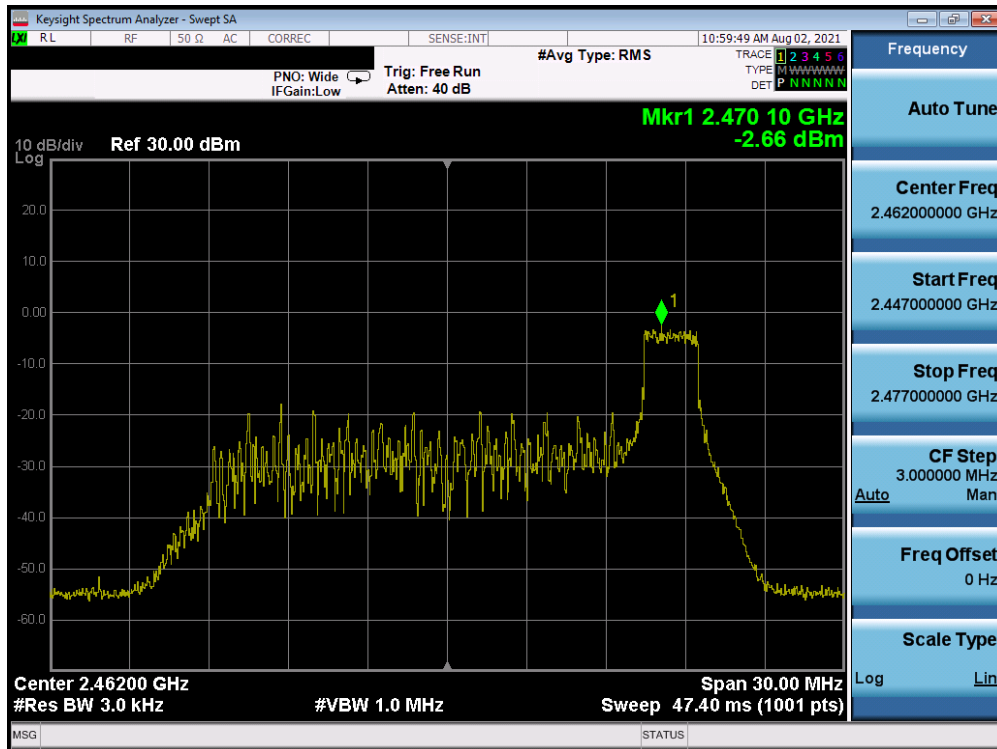 Keysight Spectrum Analyzer - Swept SA
LXI RL RF 50 Ω AC CORREC SENSE:INT 10:59:49 AM Aug 02, 2021
#Avg Type: RMS TRACE 1 2 3 4 5 6
PNO: Wide Trig: Free Run TYPE M WWWWW
IFGain:Low Atten: 40 dB DET P N N N N N
Mkr1 2.470 10 GHz
-2.66 dBm
10 dB/div Ref 30.00 dBm
Log
20.0
10.0
0.00
-10.0
-20.0
-30.0
-40.0
-50.0
-60.0
1
Center 2.46200 GHz Span 30.00 MHz
#Res BW 3.0 kHz #VBW 1.0 MHz Sweep 47.40 ms (1001 pts)
MSG STATUS
Frequency
Auto Tune
Center Freq
2.462000000 GHz
Start Freq
2.447000000 GHz
Stop Freq
2.477000000 GHz
CF Step
3.000000 MHz
Auto Man
Freq Offset
0 Hz
Scale Type
Log Lin